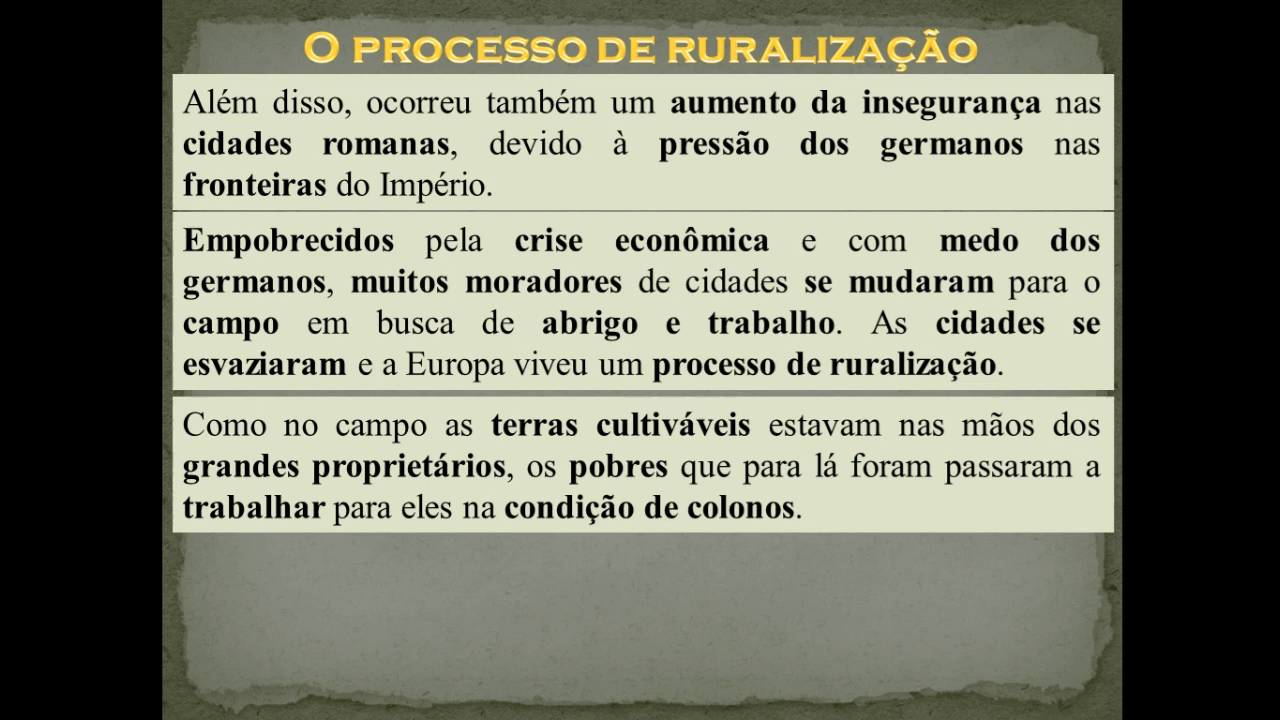 O PROCESSO DE RURALIZAÇÃO
Além disso, ocorreu também um aumento da insegurança nas
cidades romanas, devido à pressão dos germanos nas
fronteiras do Império.
Empobrecidos pela crise econômica e com medo dos
germanos, muitos moradores de cidades se mudaram para o
campo em busca de abrigo e trabalho. As cidades se
esvaziaram e a Europa viveu um processo de ruralização.
Como no campo as terras cultiváveis estavam nas mãos dos
grandes proprietários, os pobres que para lá foram passaram a
trabalhar para eles na condição de colonos.